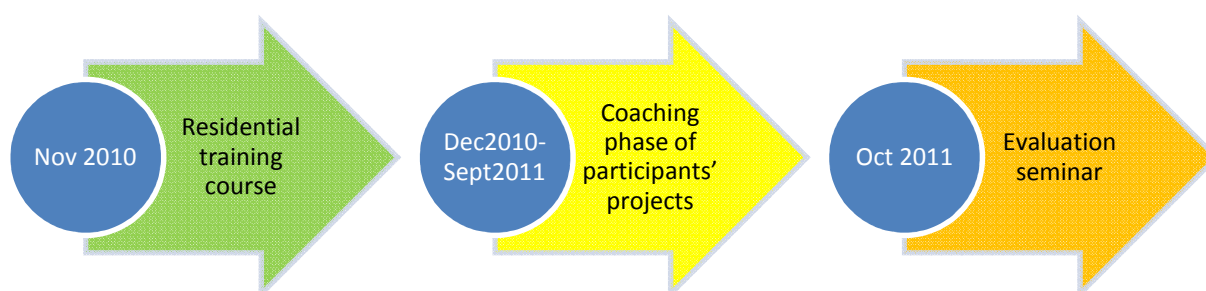 Nov 2010
Residential
training
course
Dec2010-
Sept2011
Coaching
phase of
participants’
projects
Oct 2011
Evaluation
seminar